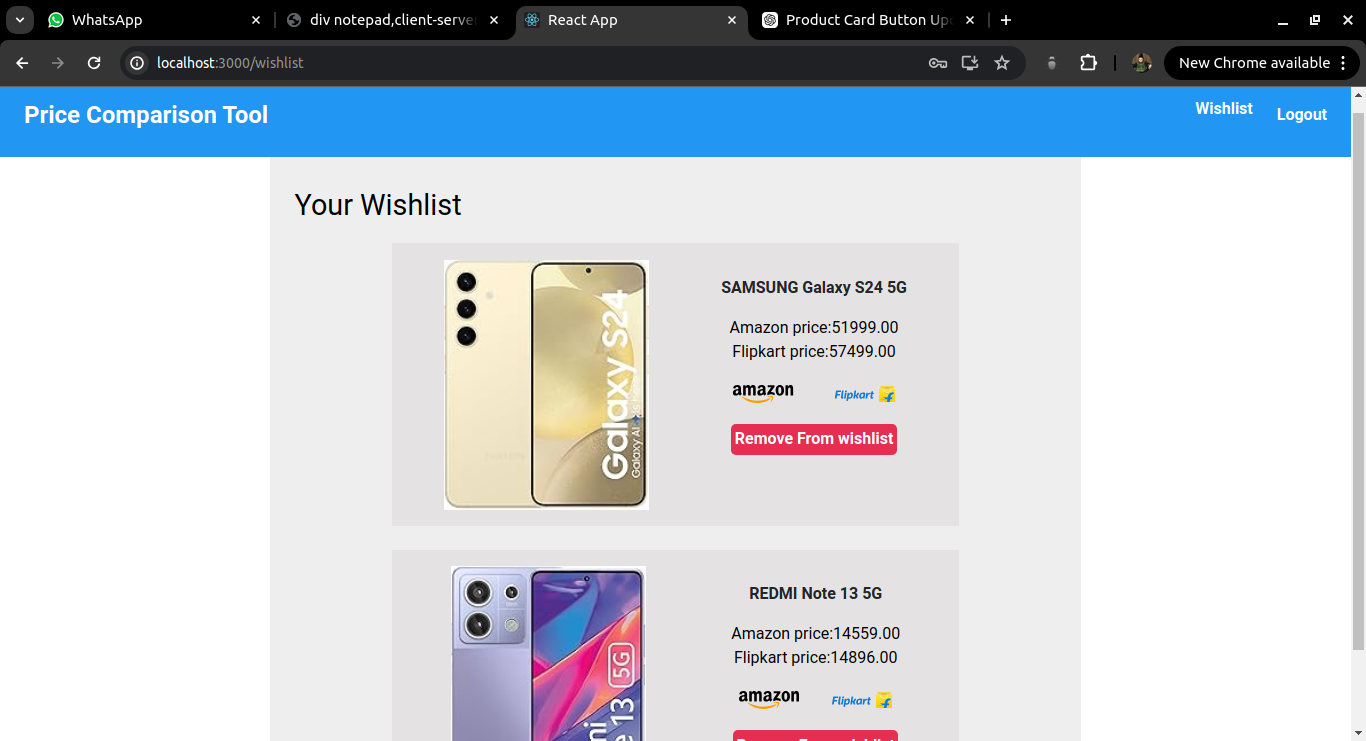 WhatsApp
div notepad,client-serve
React App
Product Card Button Up
localhost:3000/wishlist
New Chrome available
Price Comparison Tool
Wishlist
Logout
Your Wishlist
Galaxy S24
Galaxy AI
SAMSUNG Galaxy S24 5G
Amazon price:51999.00
Flipkart price:57499.00
amazon
Flipkart
Remove From wishlist
5G
13
REDMI Note 13 5G
Amazon price:14559.00
Flipkart price:14896.00
amazon
Flipkart
Remove From wishlist